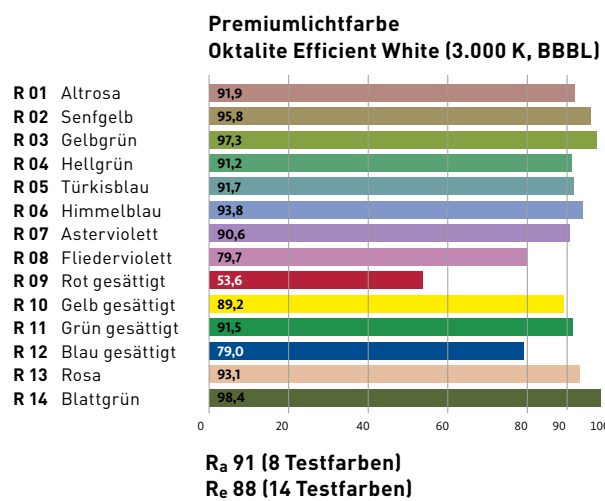 Premiumlichtfarbe
Oktalite Efficient White (3.000 K, BBBL)
R 01 Altrosa 91,9
R 02 Senfgelb 95,8
R 03 Gelbgrün 97,3
R 04 Hellgrün 91,2
R 05 Türkisblau 91,7
R 06 Himmelblau 93,8
R 07 Asterviolett 90,6
R 08 Fliederviolett 79,7
R 09 Rot gesättigt 53,6
R 10 Gelb gesättigt 89,2
R 11 Grün gesättigt 91,5
R 12 Blau gesättigt 79,0
R 13 Rosa 93,1
R 14 Blattgrün 98,4
0 20 40 60 80 90 100
Ra 91 (8 Testfarben)
Re 88 (14 Testfarben)